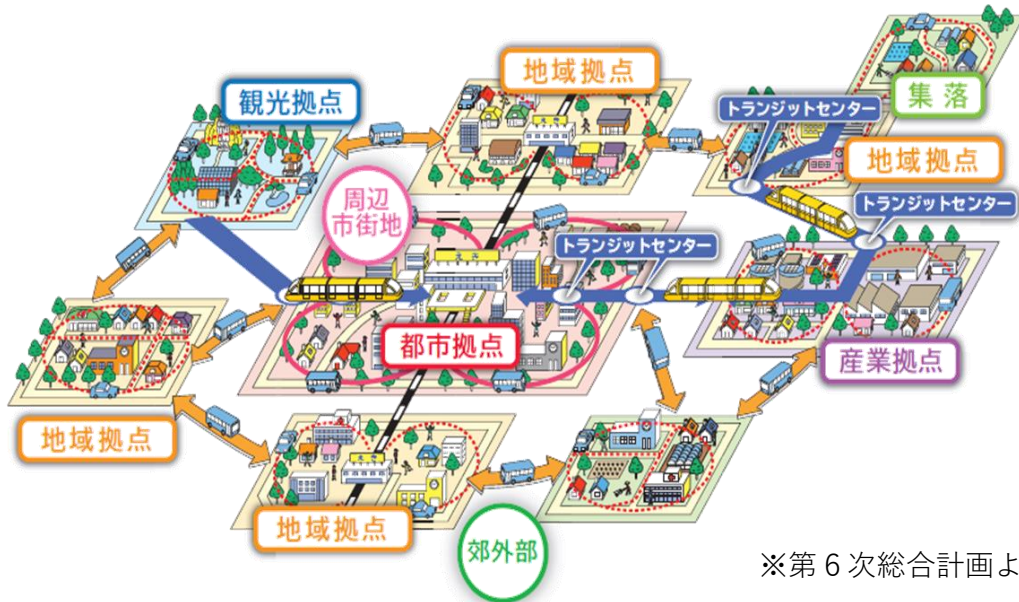 地域拠点
観光拠点
トランジットセンター
集落
地域拠点
周辺
市街地
トランジットセンター
トランジットセンター
都市拠点
産業拠点
地域拠点
地域拠点
郊外部
※第6次総合計画よ